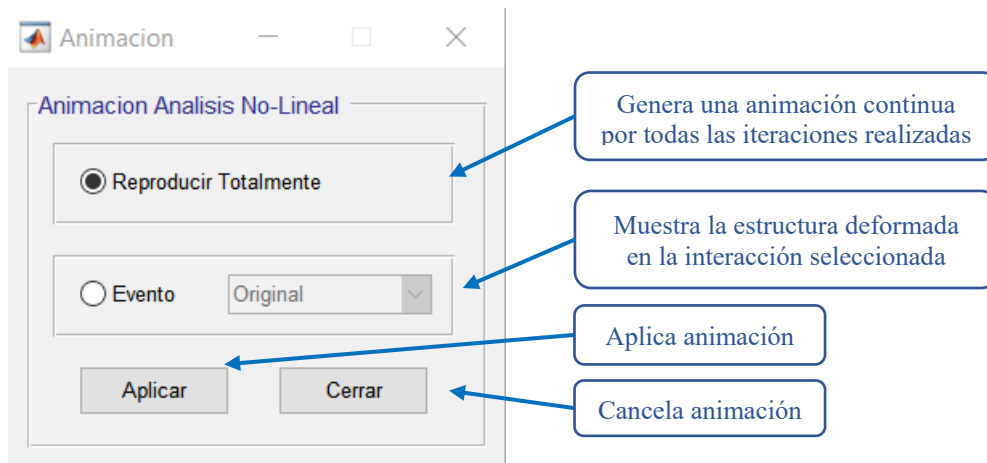 Animacion
Animacion Analisis No-Lineal
Reproducir Totalmente
Evento
Original
Aplicar
Cerrar
Genera una animación continua
por todas las iteraciones realizadas
Muestra la estructura deformada
en la interacción seleccionada
Aplica animación
Cancela animación